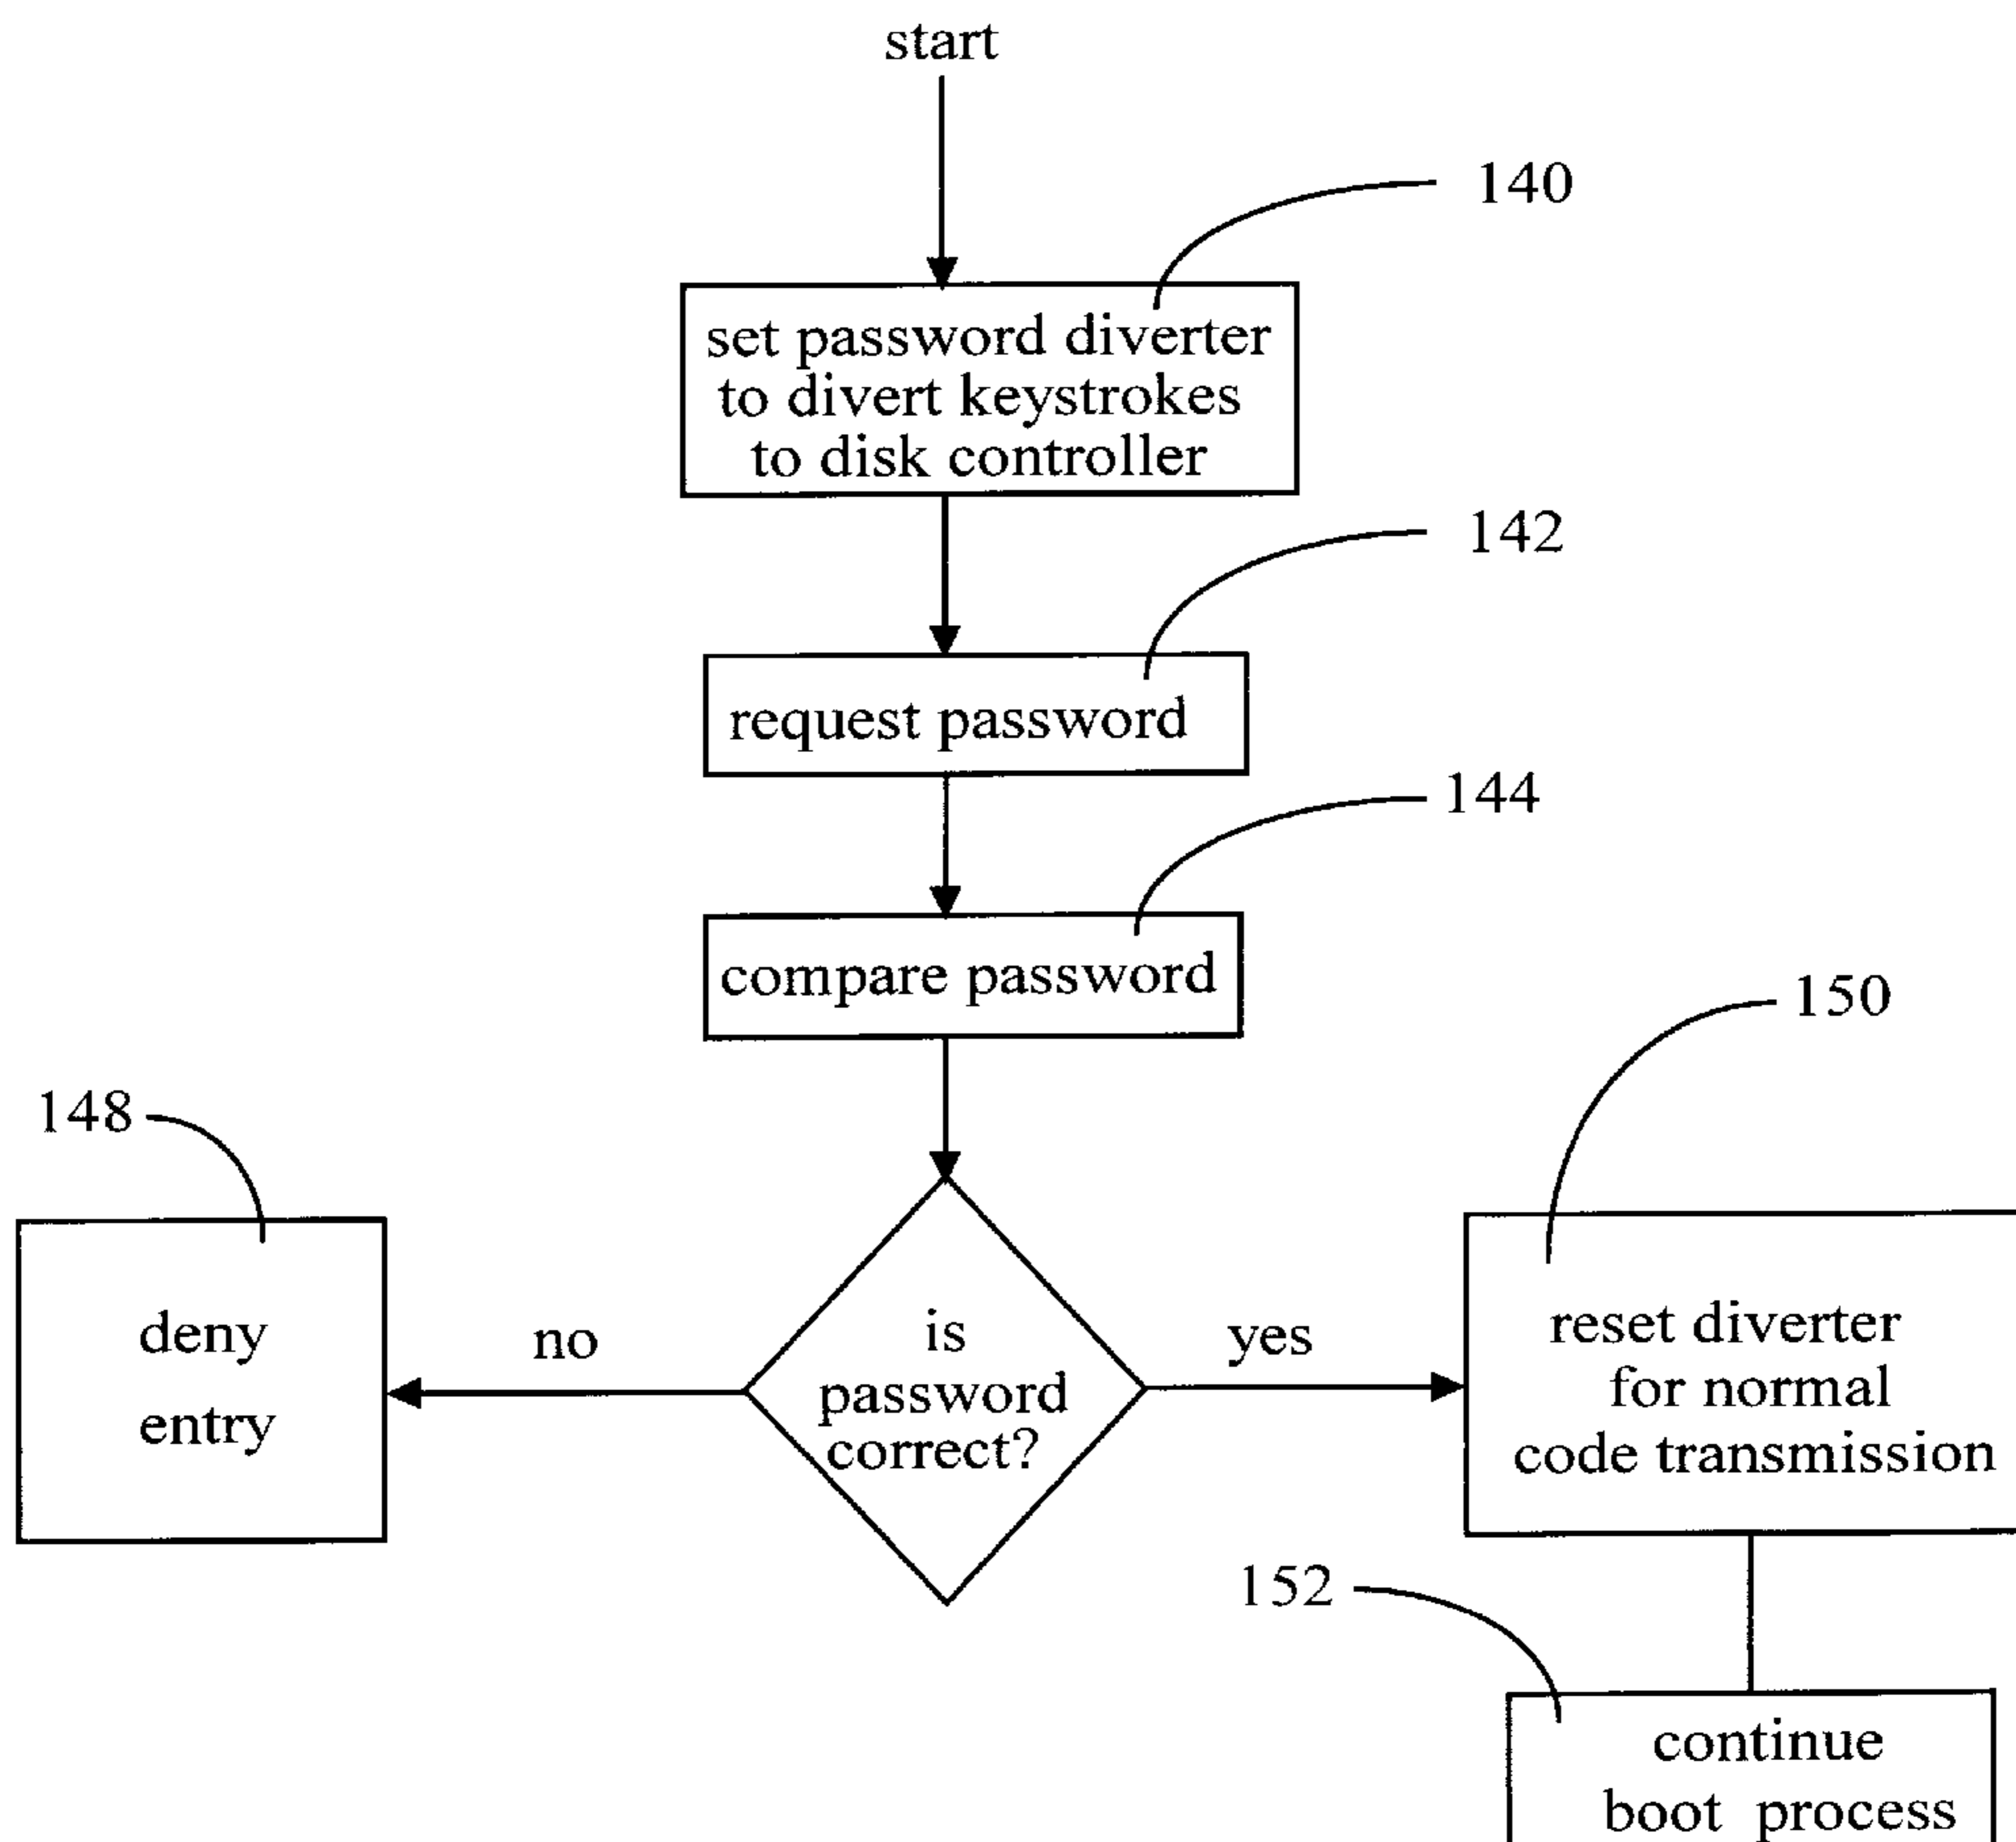 start
140
set password diverter
to divert keystrokes
to disk controller
142
request password
144
compare password
150
148
deny
entry
no
is
password
correct?
yes
reset diverter
for normal
code transmission
152
continue
boot process